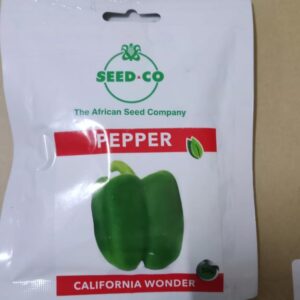 SEED·CO
The African Seed Company
PEPPER
CALIFORNIA WONDER